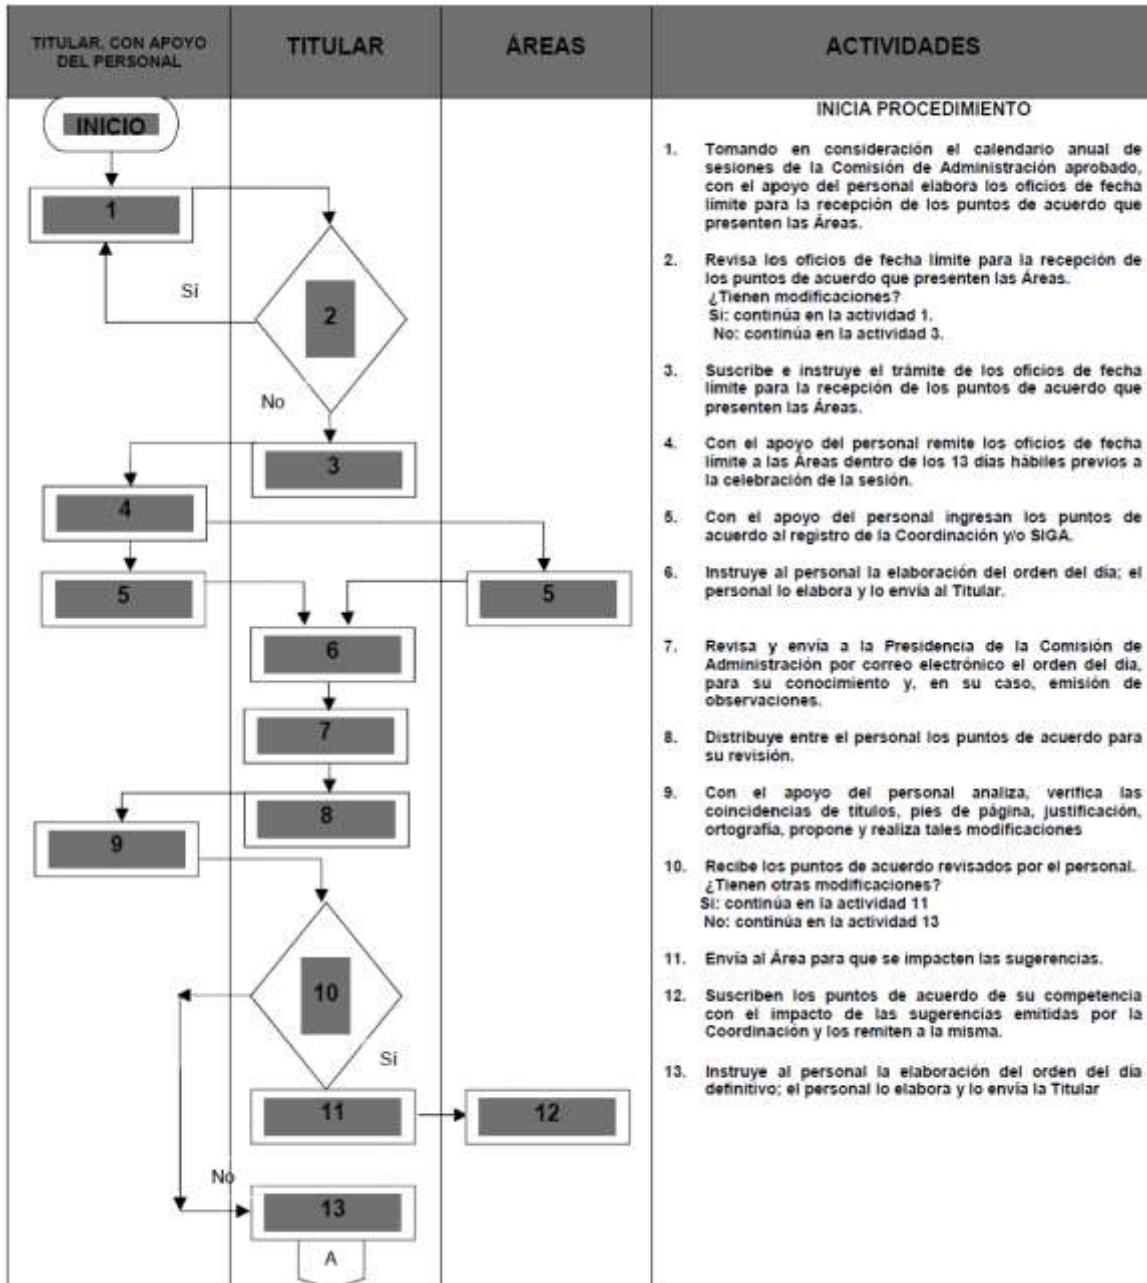 TITULAR, CON APOYO
DEL PERSONAL
TITULAR
ÁREAS
ACTIVIDADES
INICIO
1
Sí
2
No
3
4
5
5
6
7
8
9
10
Sí
11
12
No
13
A
INICIA PROCEDIMIENTO
1. Tomando en consideración el calendario anual de
sesiones de la Comisión de Administración aprobado,
con el apoyo del personal elabora los oficios de fecha
límite para la recepción de los puntos de acuerdo que
presenten las Áreas.
2. Revisa los oficios de fecha límite para la recepción de
los puntos de acuerdo que presenten las Áreas.
¿Tienen modificaciones?
Sí: continúa en la actividad 1.
No: continúa en la actividad 3.
3. Suscribe e instruye el trámite de los oficios de fecha
límite para la recepción de los puntos de acuerdo que
presenten las Áreas.
4. Con el apoyo del personal remite los oficios de fecha
límite a las Áreas dentro de los 13 días hábiles previos a
la celebración de la sesión.
5. Con el apoyo del personal ingresan los puntos de
acuerdo al registro de la Coordinación y/o SIGA.
6. Instruye al personal la elaboración del orden del día; el
personal lo elabora y lo envía al Titular.
7. Revisa y envía a la Presidencia de la Comisión de
Administración por correo electrónico el orden del día,
para su conocimiento y, en su caso, emisión de
observaciones.
8. Distribuye entre el personal los puntos de acuerdo para
su revisión.
9. Con el apoyo del personal analiza, verifica las
coincidencias de títulos, pies de página, justificación,
ortografía, propone y realiza tales modificaciones
10. Recibe los puntos de acuerdo revisados por el personal.
¿Tienen otras modificaciones?
Sí: continúa en la actividad 11
No: continúa en la actividad 13
11. Envía al Área para que se impacten las sugerencias.
12. Suscriben los puntos de acuerdo de su competencia
con el impacto de las sugerencias emitidas por la
Coordinación y los remiten a la misma.
13. Instruye al personal la elaboración del orden del día
definitivo; el personal lo elabora y lo envía la Titular